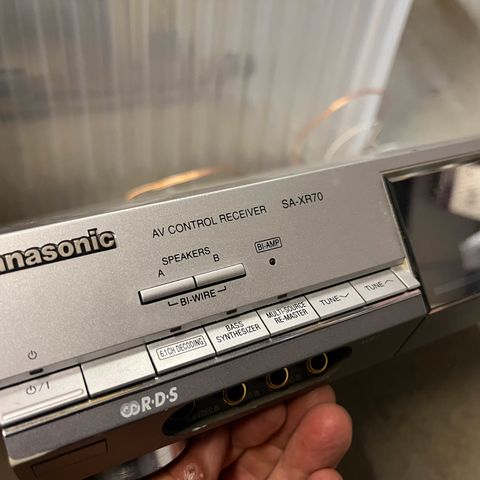 Panasonic
AV CONTROL RECEIVER SA-XR70
SPEAKERS
A B
BI-WIRE
BI-AMP
6.1CH DECODING
BASS
SYNTHESIZER
MULTI-SOURCE
RE-MASTER
TUNE
TUNE
R·D·S